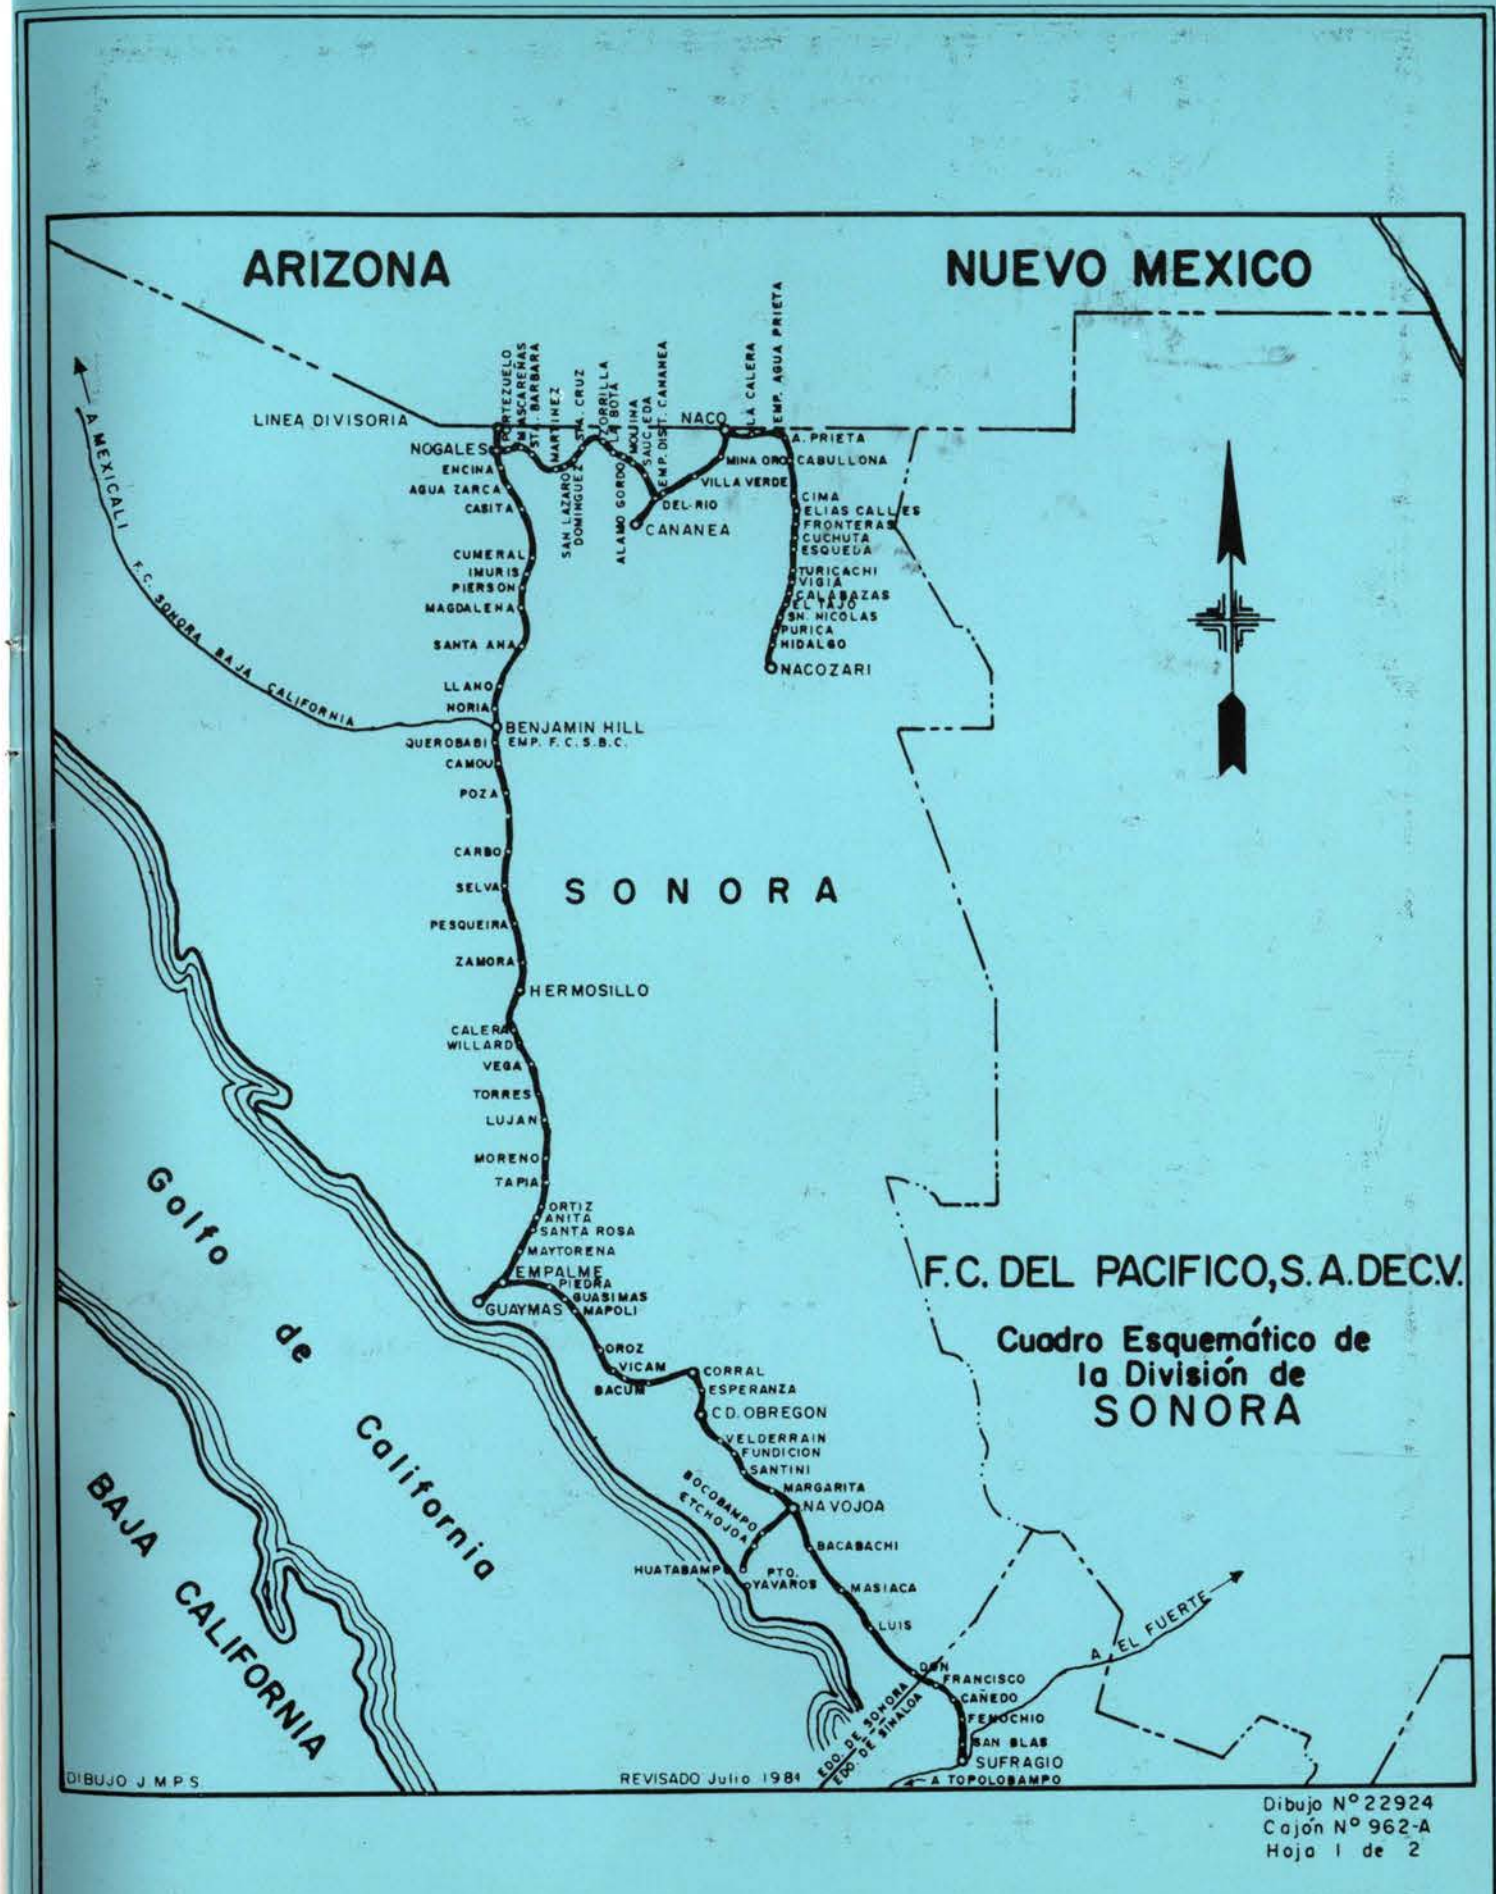 ARIZONA
NUEVO MEXICO
LINEA DIVISORIA
NOGALES
PORTEZUELO
MASCAREÑAS
STA. BARBARA
MARTINEZ
SAN LAZARO
DOMINGUEZ
STA. CRUZ
ZORRILLA
LA BOTA
ALAMO GORDO
MOLINA
SAUCEDA
EMP. DIST. CANANEA
DEL-RIO
CANANEA
VILLA VERDE
MINA ORO
NACO
LA CALERA
EMP. AGUA PRIETA
A. PRIETA
CABULLONA
CIMA
ELIAS CALLES
FRONTERAS
CUCHUTA
ESQUEDA
TURICACHI
VIGIA
CALABAZAS
EL TAJO
SN. NICOLAS
PURICA
HIDALGO
NACOZARI
A MEXICALI
F.C. SONORA BAJA CALIFORNIA
ENCINA
AGUA ZARCA
CASITA
CUMERAL
IMURIS
PIERSON
MAGDALENA
SANTA ANA
LLANO
NORIA
BENJAMIN HILL
EMP. F.C.S.B.C.
QUEROBABI
CAMOU
POZA
CARBO
SELVA
PESQUEIRA
ZAMORA
HERMOSILLO
SONORA
CALERA
WILLARD
VEGA
TORRES
LUJAN
MORENO
TAPIA
ORTIZ
ANITA
SANTA ROSA
MAYTORENA
EMPALME
GUAYMAS
PIEDRA
GUASIMAS
MAPOLI
OROZ
VICAM
BACUM
CORRAL
ESPERANZA
CD. OBREGON
VELDERRAIN
FUNDICION
SANTINI
MARGARITA
NAVOJOA
BOCOBAMPO
ETCHOJOA
HUATABAMPO
PTO.
YAVAROS
BACABACHI
MASIACA
LUIS
DON
FRANCISCO
CAÑEDO
FENOCHIO
SAN BLAS
SUFRAGIO
A TOPOLOBAMPO
A EL FUERTE
EDO. DE SONORA
EDO. DE SINALOA
Golfo de California
BAJA CALIFORNIA
F.C. DEL PACIFICO, S.A. DE C.V.
Cuadro Esquemático de
la División de
SONORA
DIBUJO J.M.P.S.
REVISADO Julio 1984
Dibujo Nº 22924
Cajón Nº 962-A
Hoja 1 de 2